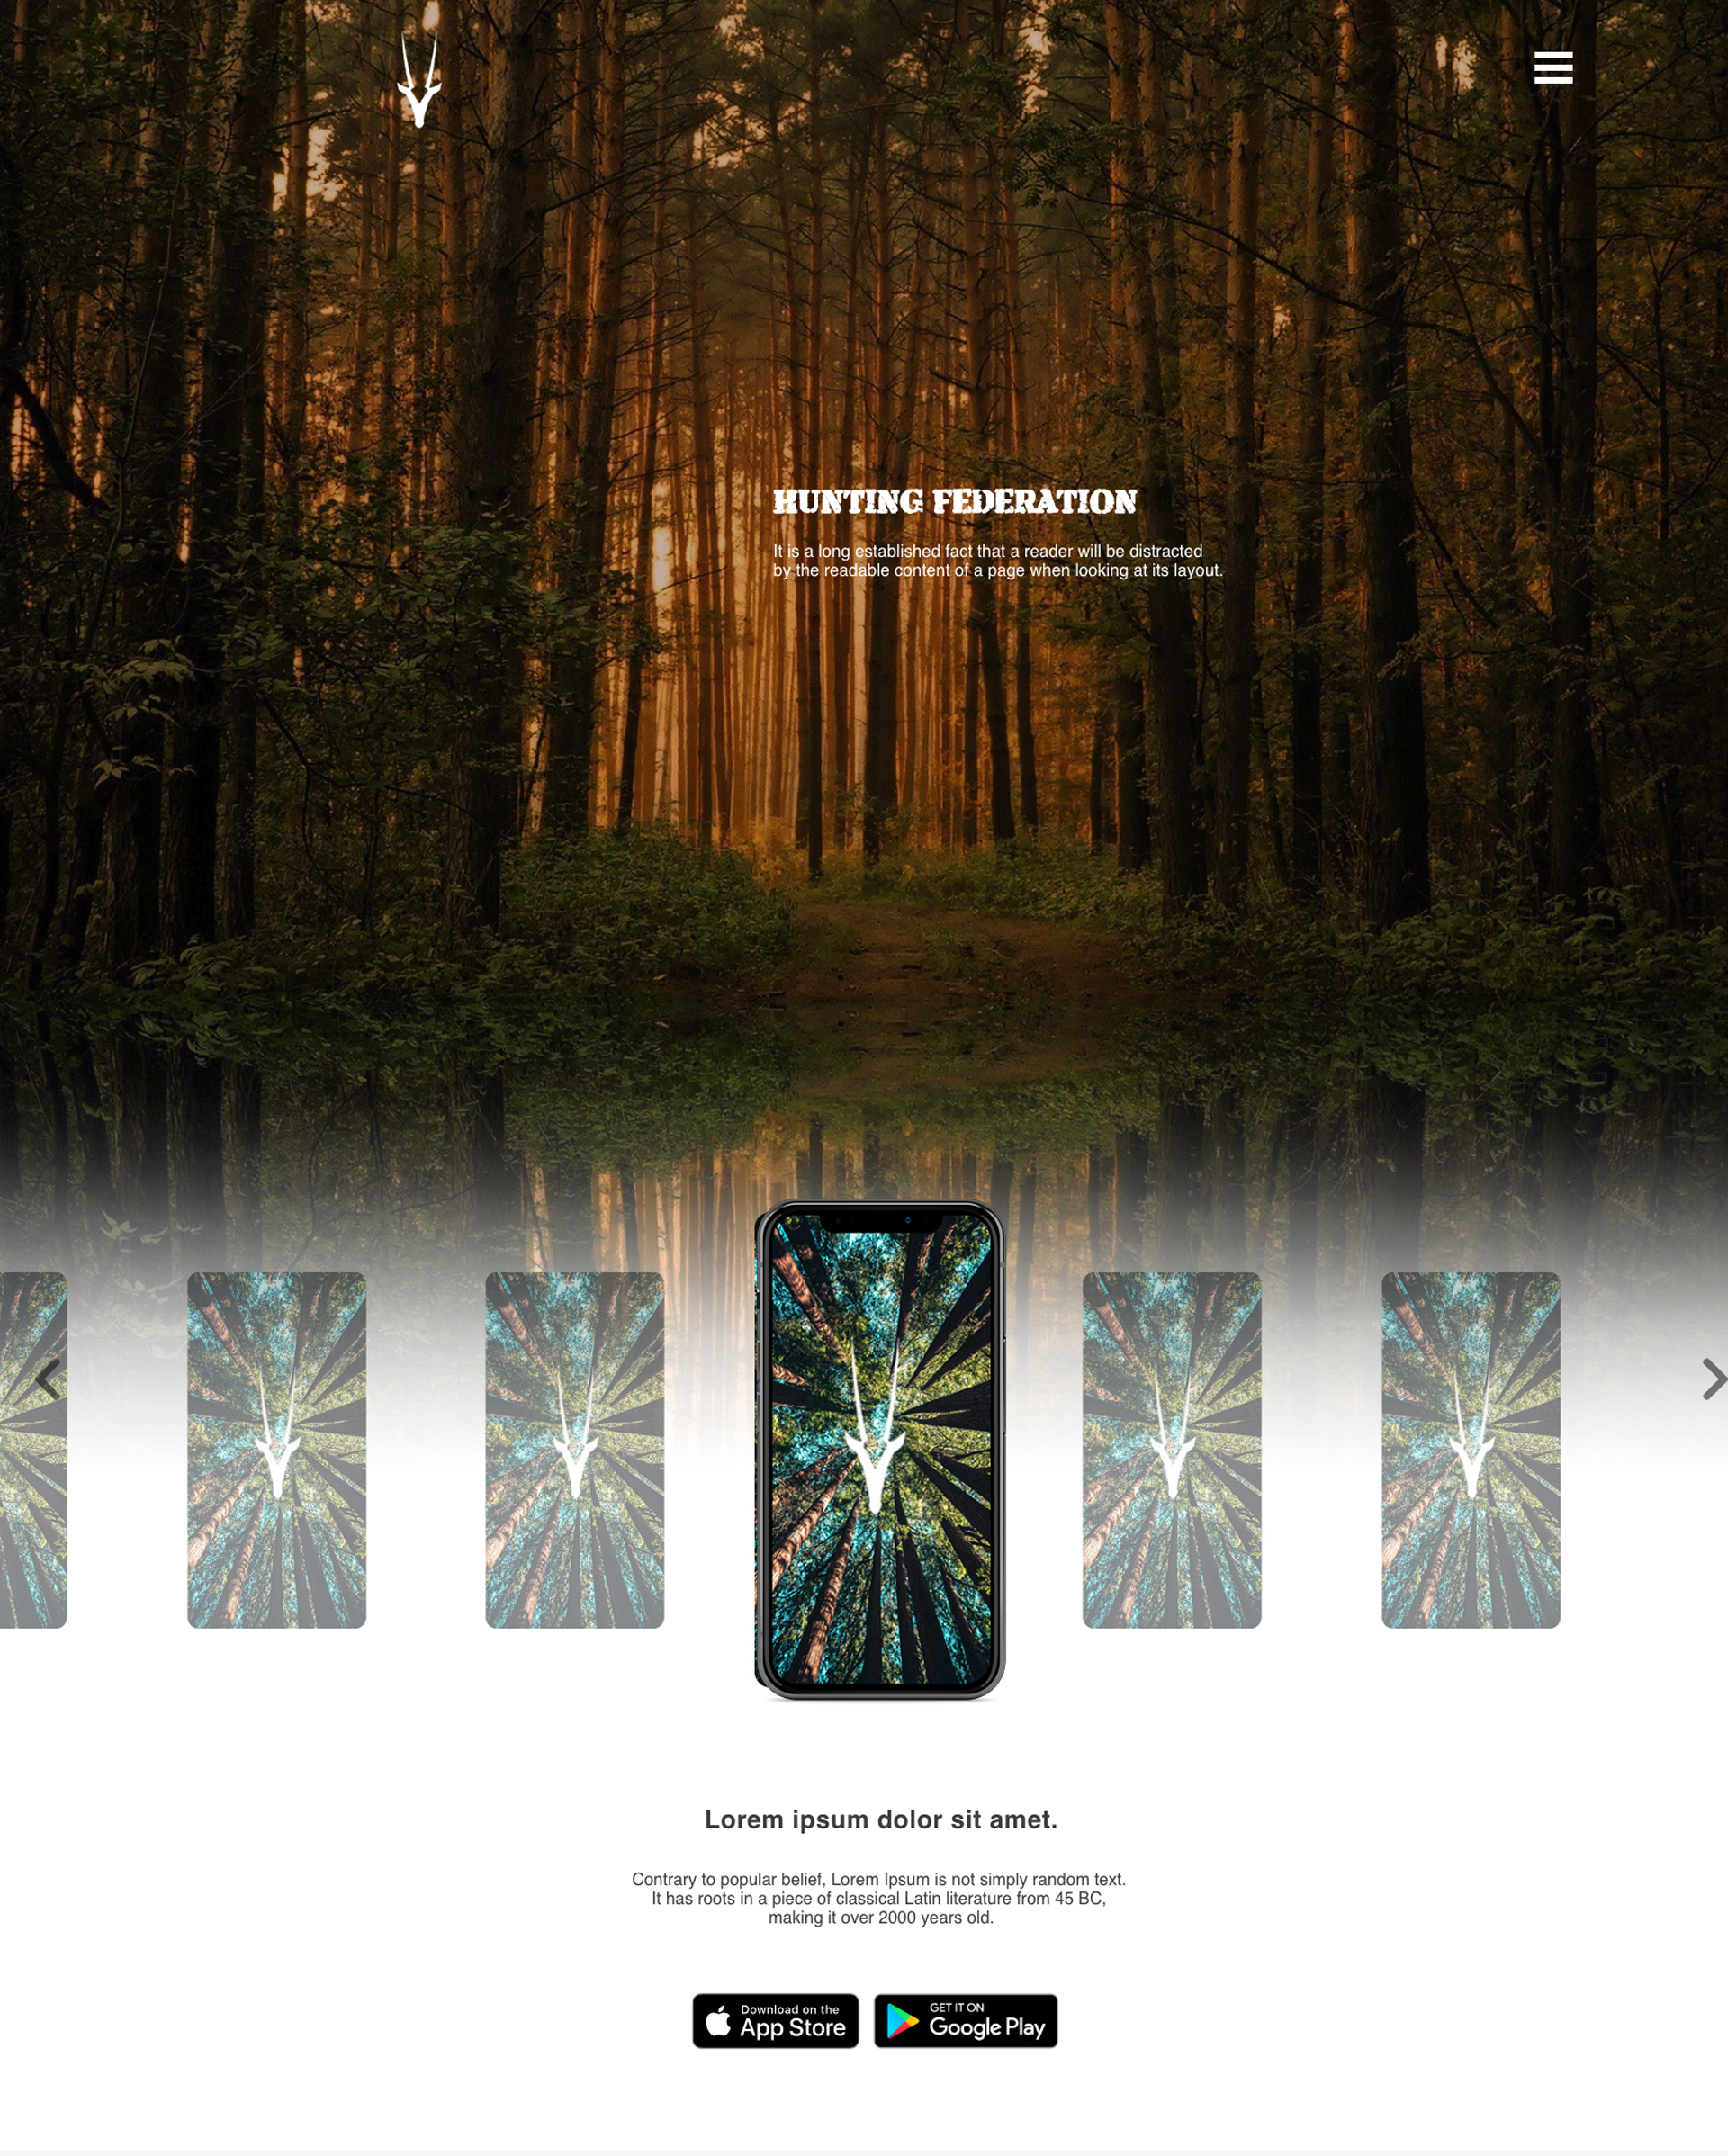 HUNTING FEDERATION
It is a long established fact that a reader will be distracted
by the readable content of a page when looking at its layout.
Lorem ipsum dolor sit amet.
Contrary to popular belief, Lorem Ipsum is not simply random text.
It has roots in a piece of classical Latin literature from 45 BC,
making it over 2000 years old.
Download on the
App Store
GET IT ON
Google Play